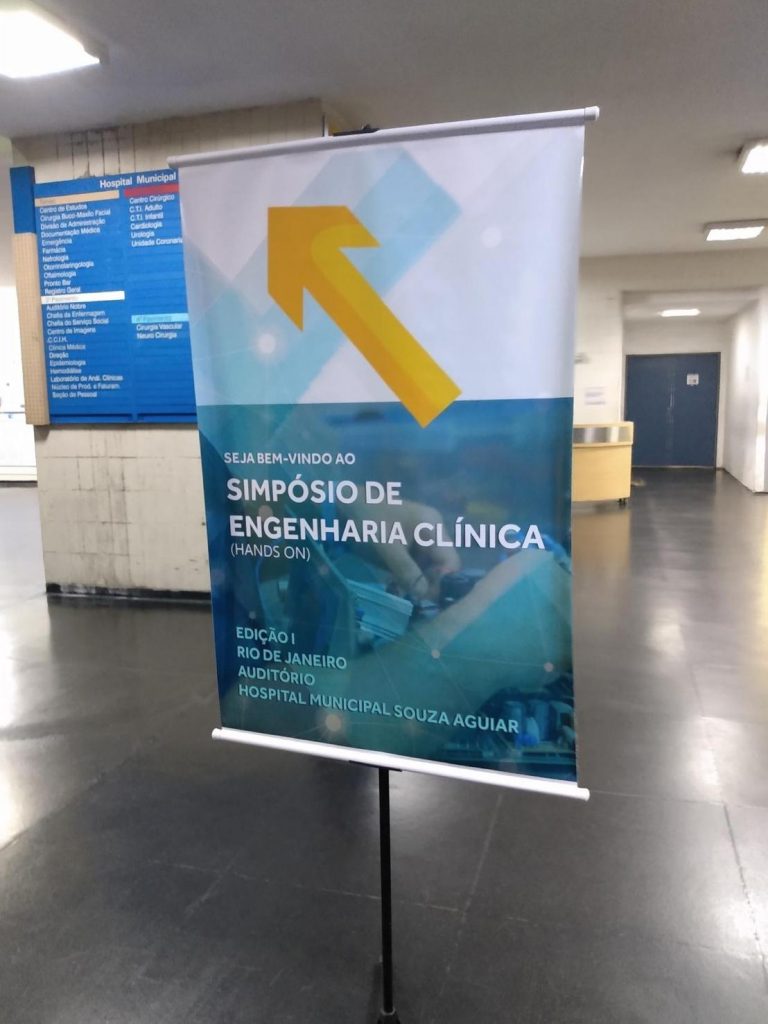 Hospital Municipal
Centro de Estudos
Cirurgia Buco-Maxilo Facial
Divisão de Administração
Documentação Médica
Emergência
Farmácia
Nefrologia
Otorrinolaringologia
Oftalmologia
Pronto Bar
Registro Geral
2º Pavimento
Auditório Nobre
Chefia da Enfermagem
Chefia do Serviço Social
Centro de Imagens
C.C.I.H.
Clínica Médica
Direção
Epidemiologia
Hemodiálise
Laboratório de Anál. Clínicas
Núcleo de Prod. e Faturam.
Seção de Pessoal
Centro Cirúrgico
C.T.I. Adulto
C.T.I. Infantil
Cardiologia
Urologia
Unidade Coronaria
Cirurgia Vascular
Neuro Cirurgia
SEJA BEM-VINDO AO
SIMPÓSIO DE
ENGENHARIA CLÍNICA
(HANDS ON)
EDIÇÃO I
RIO DE JANEIRO
AUDITÓRIO
HOSPITAL MUNICIPAL SOUZA AGUIAR